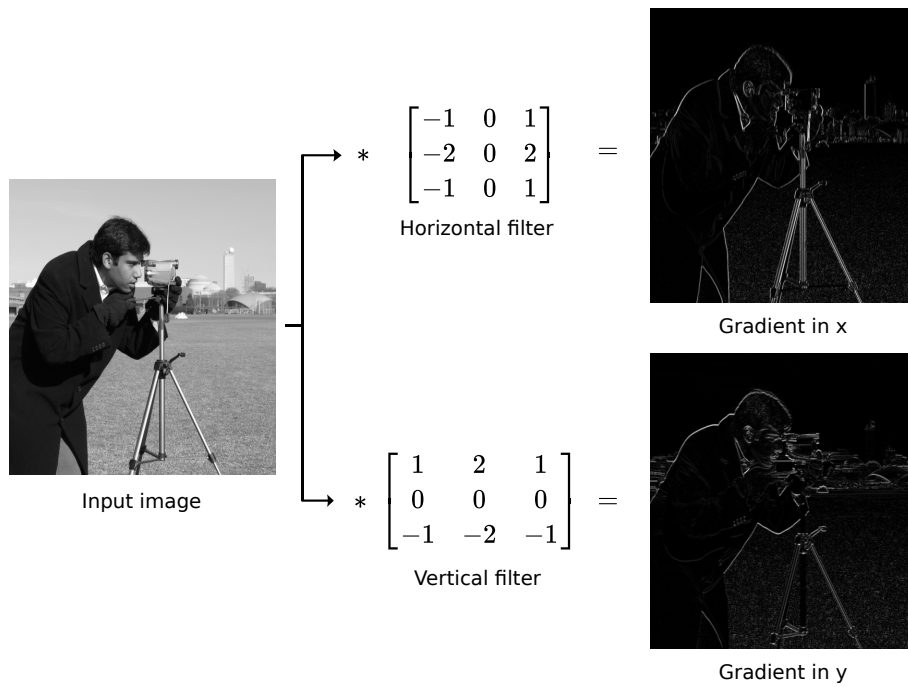 * [ −1 0 1
−2 0 2
−1 0 1 ] =
Horizontal filter
Gradient in x
Input image
* [ 1 2 1
0 0 0
−1 −2 −1 ] =
Vertical filter
Gradient in y